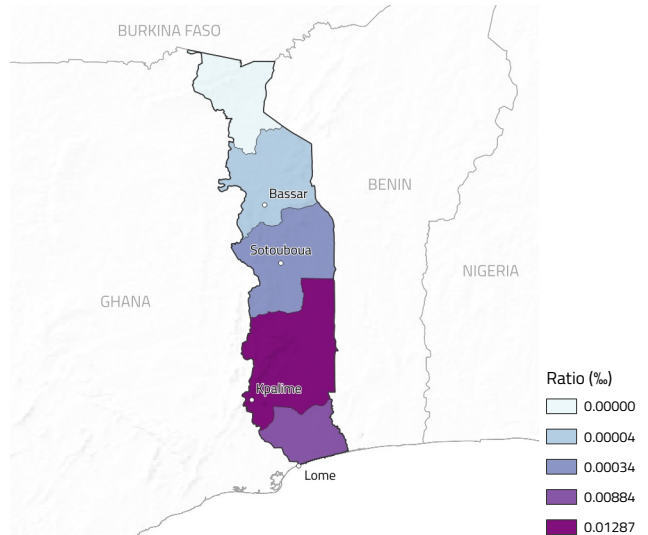 BURKINA FASO
BENIN
Bassar
Sotouboua
NIGERIA
GHANA
Kpalime
Lome
Ratio (‰)
0.00000
0.00004
0.00034
0.00884
0.01287